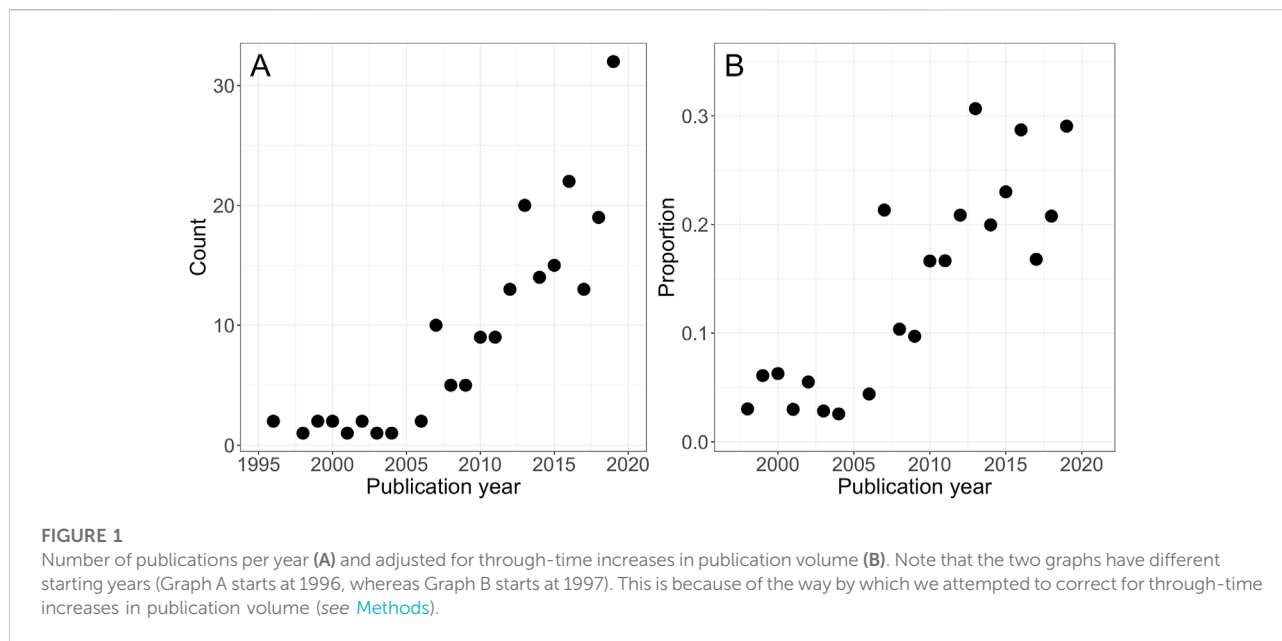 A
30
20
10
0
Count
1995 2000 2005 2010 2015 2020
Publication year
B
0.3
0.2
0.1
0.0
Proportion
2000 2005 2010 2015 2020
Publication year
FIGURE 1
Number of publications per year (A) and adjusted for through-time increases in publication volume (B). Note that the two graphs have different
starting years (Graph A starts at 1996, whereas Graph B starts at 1997). This is because of the way by which we attempted to correct for through-time
increases in publication volume (see Methods).